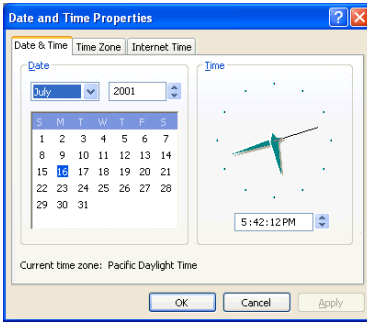 Date and Time Properties
Date & Time Time Zone Internet Time
Date Time
July 2001
S M T W T F S
1 2 3 4 5 6 7
8 9 10 11 12 13 14
15 16 17 18 19 20 21
22 23 24 25 26 27 28
29 30 31
5:42:12 PM
Current time zone: Pacific Daylight Time
OK Cancel Apply